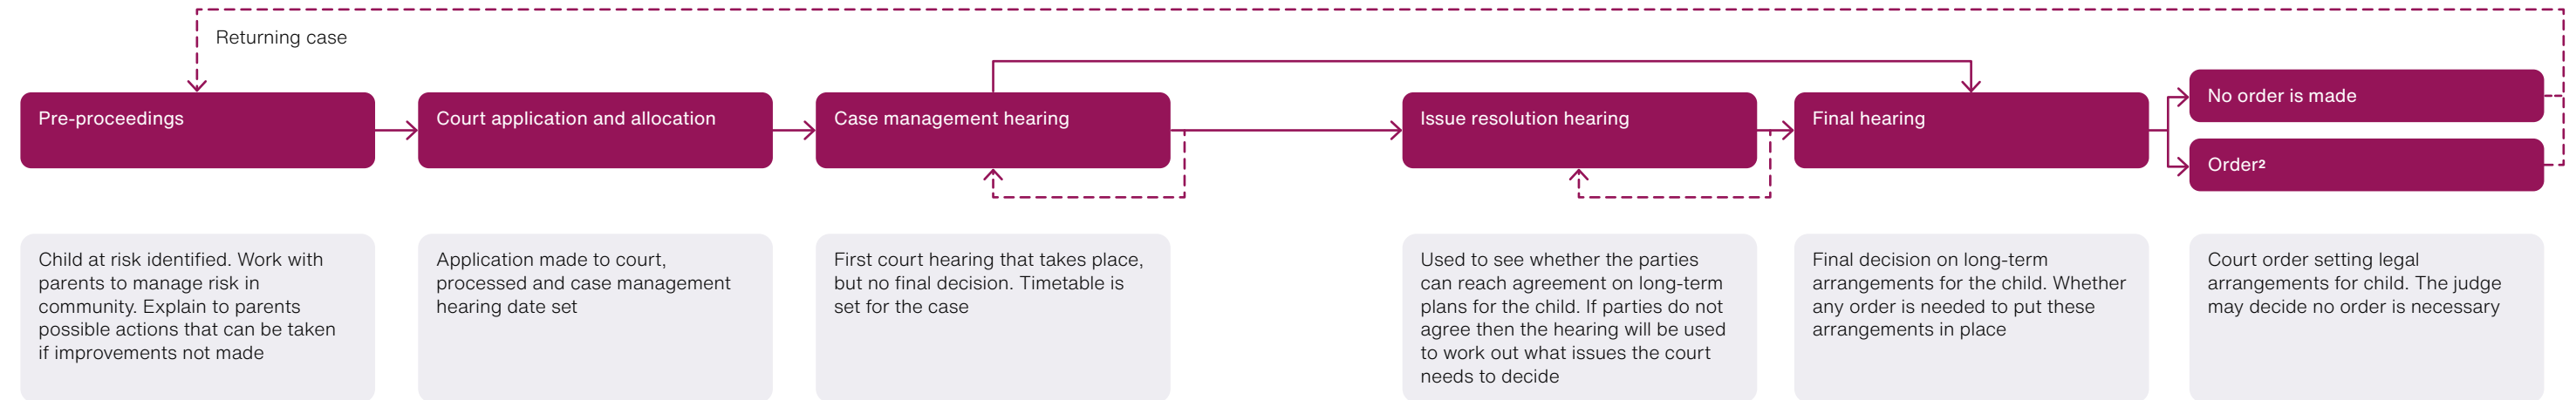 Returning case
Pre-proceedings
Court application and allocation
Case management hearing
Issue resolution hearing
Final hearing
No order is made
Order²
Child at risk identified. Work with
parents to manage risk in
community. Explain to parents
possible actions that can be taken
if improvements not made
Application made to court,
processed and case management
hearing date set
First court hearing that takes place,
but no final decision. Timetable is
set for the case
Used to see whether the parties
can reach agreement on long-term
plans for the child. If parties do not
agree then the hearing will be used
to work out what issues the court
needs to decide
Final decision on long-term
arrangements for the child. Whether
any order is needed to put these
arrangements in place
Court order setting legal
arrangements for child. The judge
may decide no order is necessary